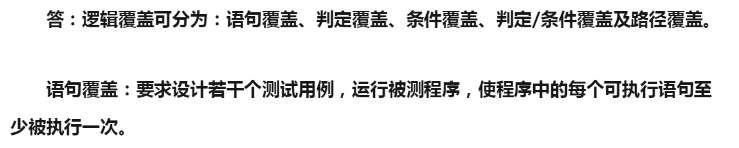 答：逻辑覆盖可分为：语句覆盖、判定覆盖、条件覆盖、判定/条件覆盖及路径覆盖。
语句覆盖：要求设计若干个测试用例，运行被测程序，使程序中的每个可执行语句至
少被执行一次。